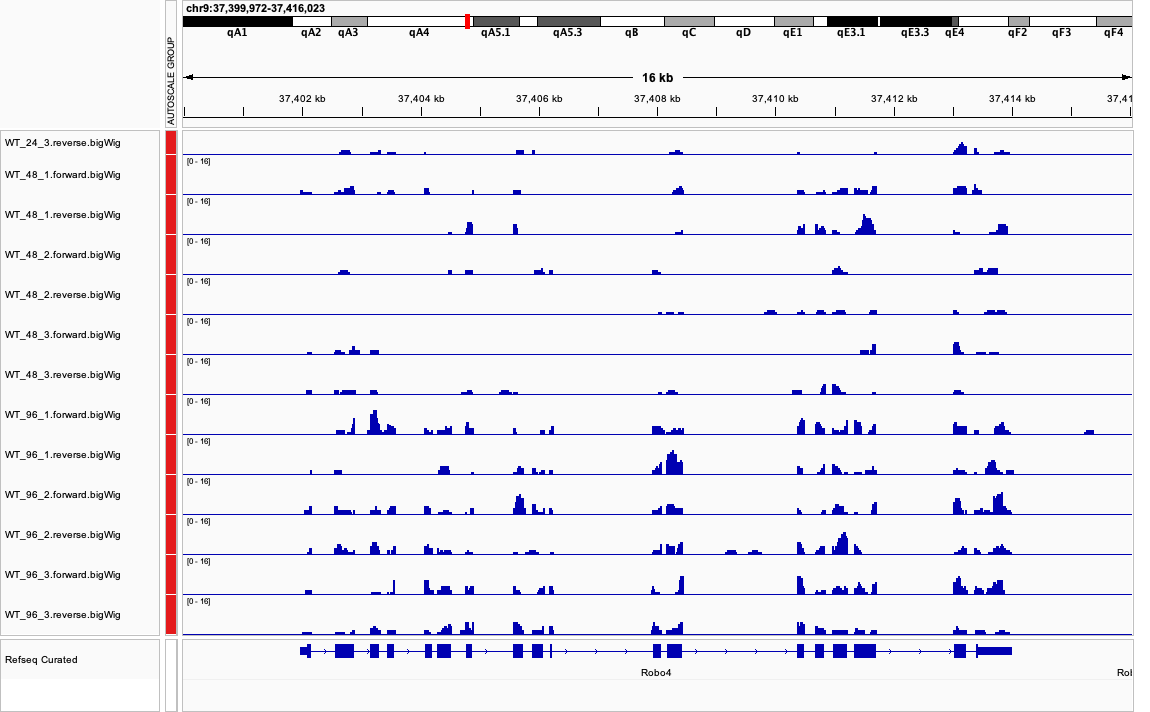 chr9:37,399,972-37,416,023
qA1 qA2 qA3 qA4 qA5.1 qA5.3 qB qC qD qE1 qE3.1 qE3.3 qE4 qF2 qF3 qF4
AUTOSCALE GROUP
16 kb
37,402 kb 37,404 kb 37,406 kb 37,408 kb 37,410 kb 37,412 kb 37,414 kb 37,41
WT_24_3.reverse.bigWig
[0 - 16]
WT_48_1.forward.bigWig
[0 - 16]
WT_48_1.reverse.bigWig
[0 - 16]
WT_48_2.forward.bigWig
[0 - 16]
WT_48_2.reverse.bigWig
[0 - 16]
WT_48_3.forward.bigWig
[0 - 16]
WT_48_3.reverse.bigWig
[0 - 16]
WT_96_1.forward.bigWig
[0 - 16]
WT_96_1.reverse.bigWig
[0 - 16]
WT_96_2.forward.bigWig
[0 - 16]
WT_96_2.reverse.bigWig
[0 - 16]
WT_96_3.forward.bigWig
[0 - 16]
WT_96_3.reverse.bigWig
Refseq Curated
Robo4 Rol